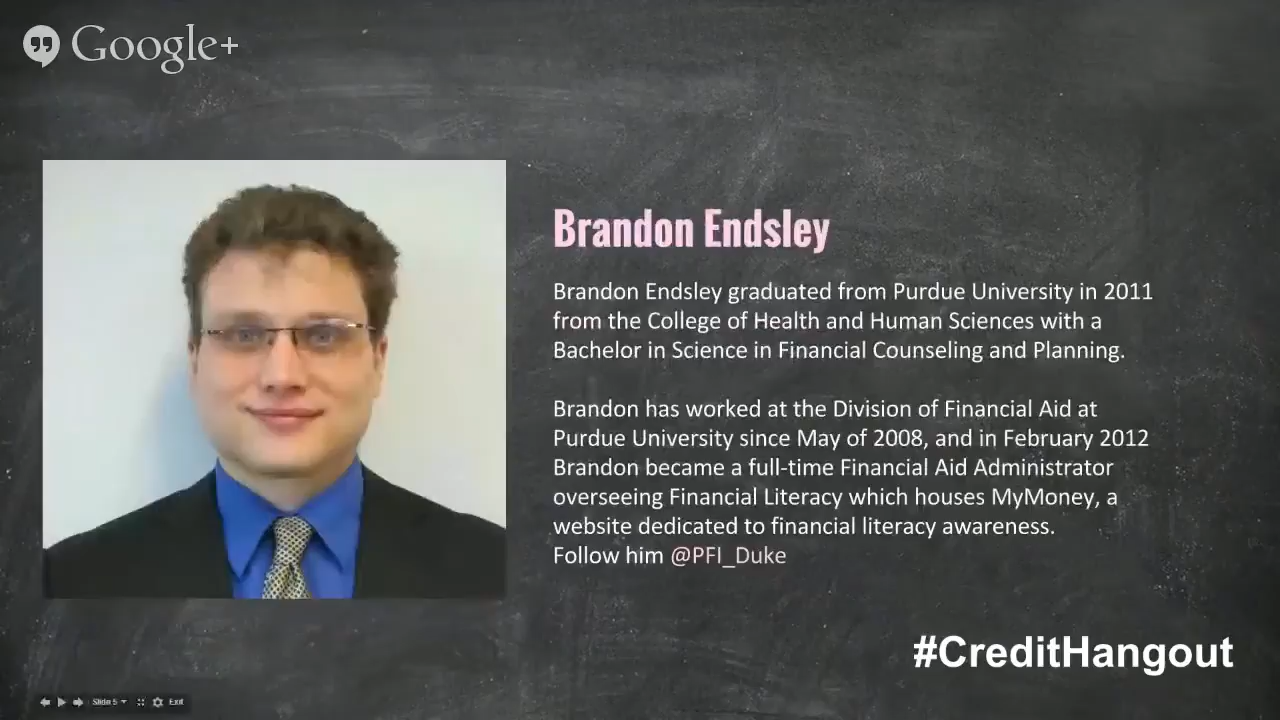 Google+
Brandon Endsley
Brandon Endsley graduated from Purdue University in 2011
from the College of Health and Human Sciences with a
Bachelor in Science in Financial Counseling and Planning.
Brandon has worked at the Division of Financial Aid at
Purdue University since May of 2008, and in February 2012
Brandon became a full-time Financial Aid Administrator
overseeing Financial Literacy which houses MyMoney, a
website dedicated to financial literacy awareness.
Follow him @PFI_Duke
#CreditHangout
Slide 5 Exit